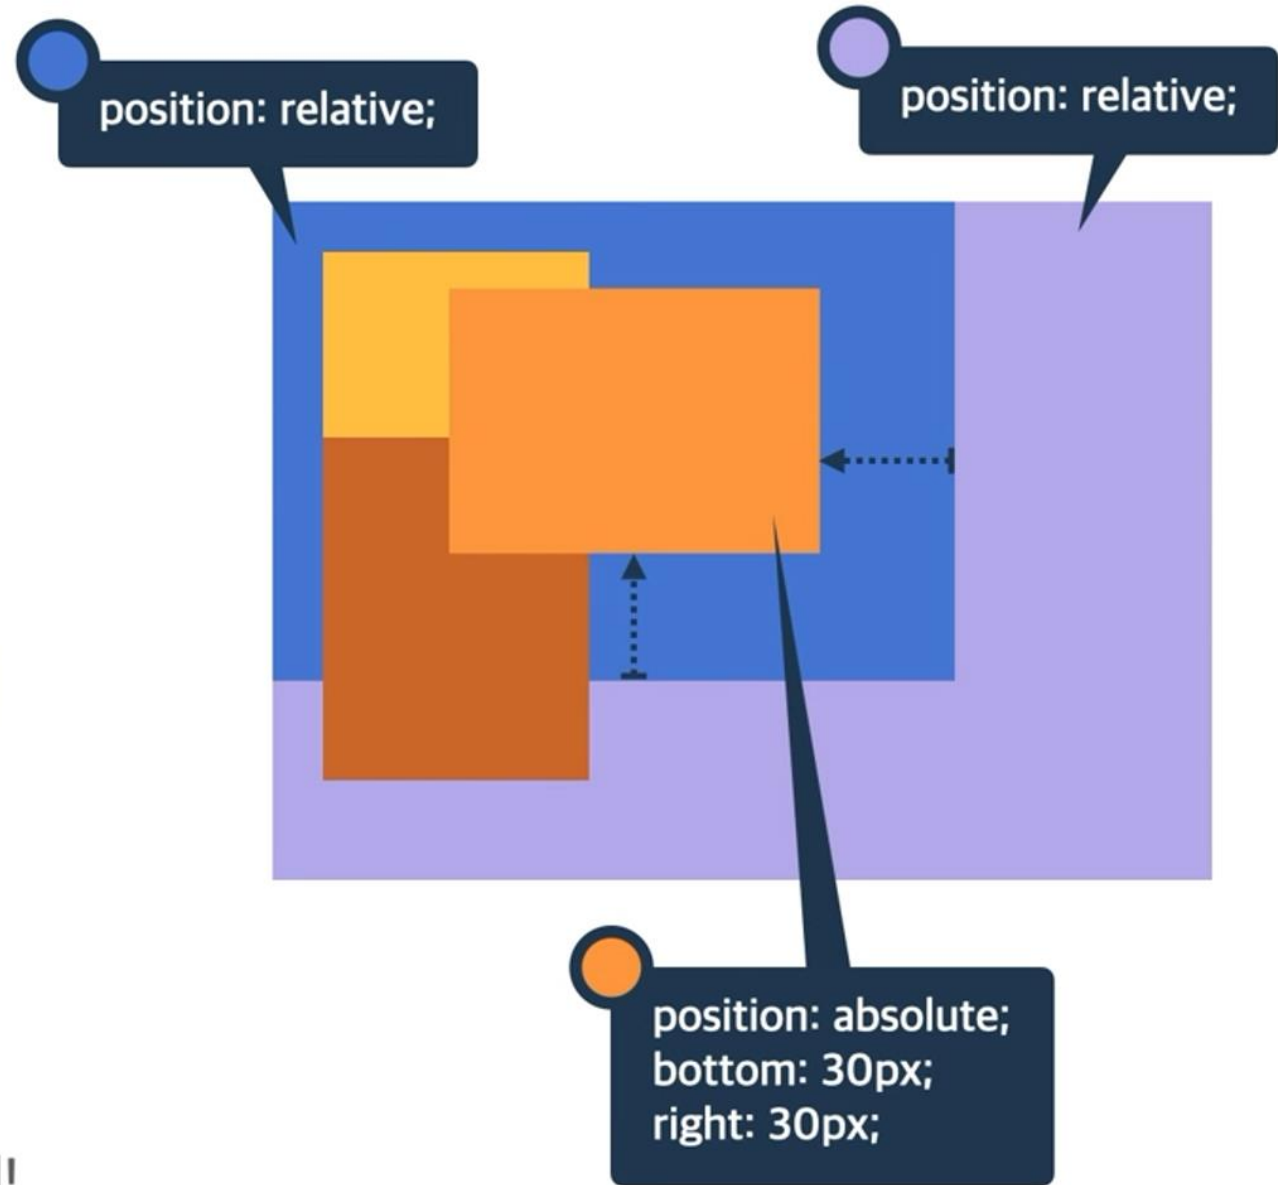 position: relative;
position: relative;
position: absolute;
bottom: 30px;
right: 30px;